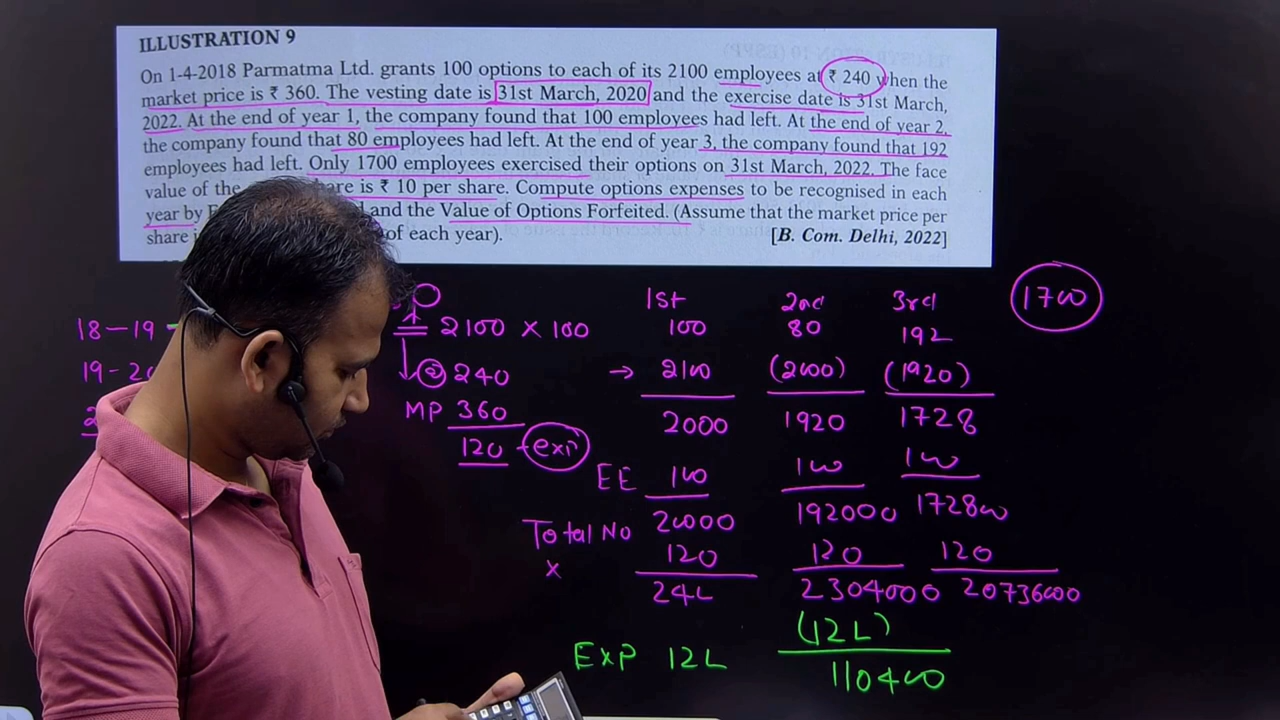 ILLUSTRATION 9
On 1-4-2018 Parmatma Ltd. grants 100 options to each of its 2100 employees at ₹ 240 when the
market price is ₹ 360. The vesting date is 31st March, 2020 and the exercise date is 31st March,
2022. At the end of year 1, the company found that 100 employees had left. At the end of year 2,
the company found that 80 employees had left. At the end of year 3, the company found that 192
employees had left. Only 1700 employees exercised their options on 31st March, 2022. The face
value of the are is ₹ 10 per share. Compute options expenses to be recognised in each
year by and the Value of Options Forfeited. (Assume that the market price per
share of each year).
[B. Com. Delhi, 2022]
1st 2nd 3rd 1700
18-19 2100 × 100 100 80 192
19-20 @ 240 → 2100 (2000) (1920)
MP 360 2000 1920 1728
120 - exp
EE 100 100 100
Total No 20000 192000 172800
× 120 120 120
24L 2304000 20736000
(12L)
Exp 12L 110400